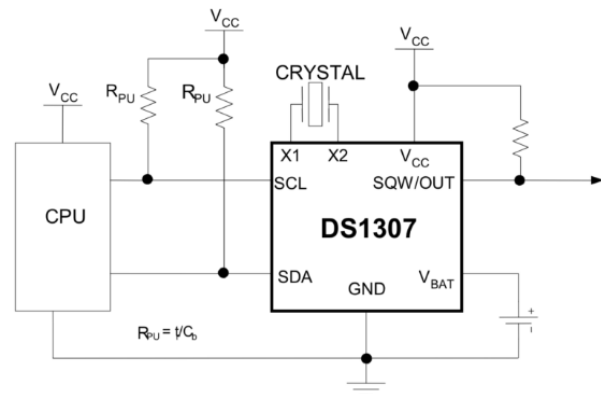 VCC
VCC
CRYSTAL
VCC
RPU
RPU
X1
X2
VCC
SCL
SQW/OUT
CPU
DS1307
SDA
VBAT
GND
+
−
RPU = tr/Cb